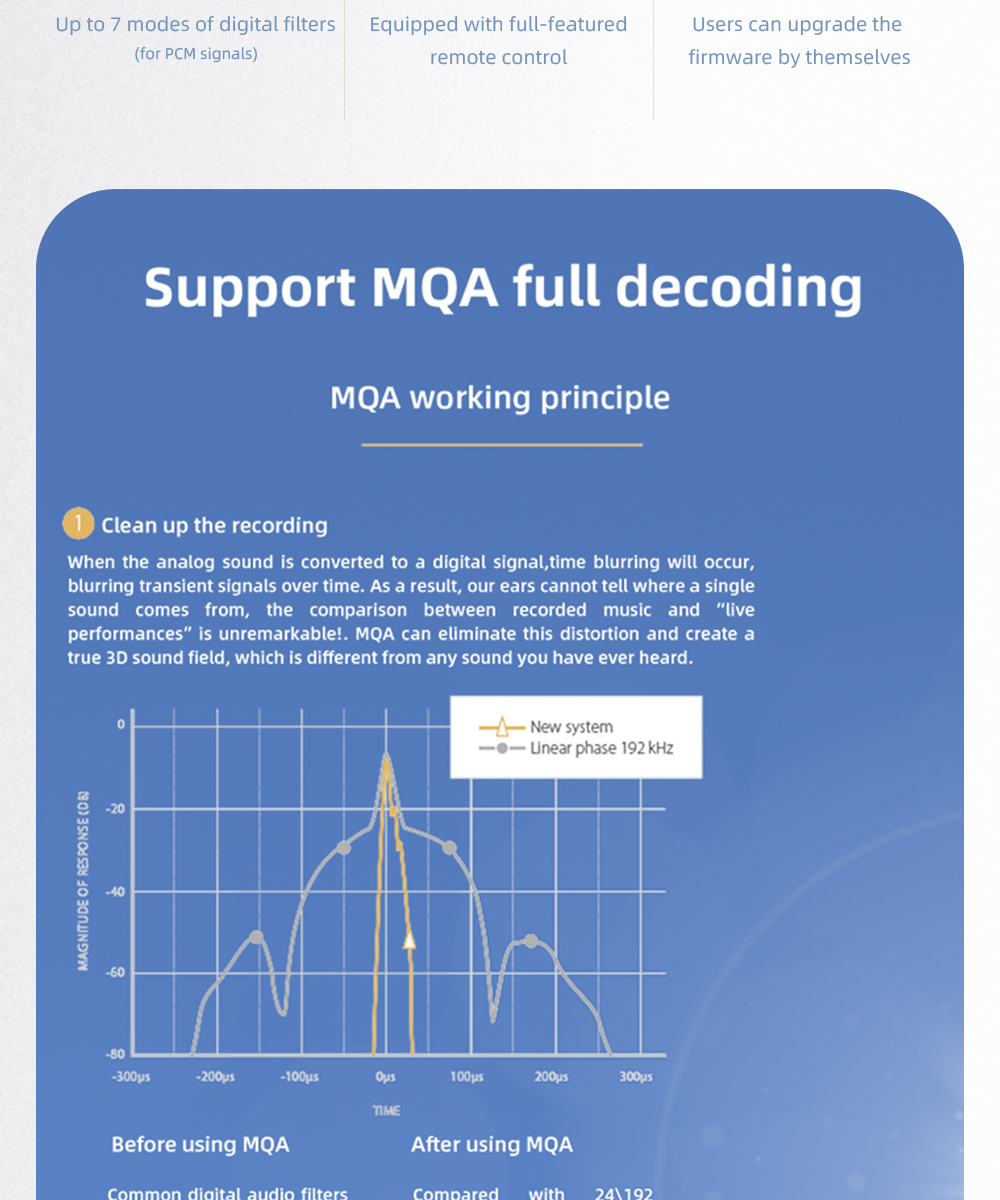 Up to 7 modes of digital filters
(for PCM signals)
Equipped with full-featured
remote control
Users can upgrade the
firmware by themselves
Support MQA full decoding
MQA working principle
1 Clean up the recording
When the analog sound is converted to a digital signal,time blurring will occur,
blurring transient signals over time. As a result, our ears cannot tell where a single
sound comes from, the comparison between recorded music and “live
performances” is unremarkable!. MQA can eliminate this distortion and create a
true 3D sound field, which is different from any sound you have ever heard.
New system
Linear phase 192 kHz
MAGNITUDE OF RESPONSE (DB)
0
-20
-40
-60
-80
-300μs -200μs -100μs 0μs 100μs 200μs 300μs
TIME
Before using MQA
After using MQA
Common digital audio filters
Compared with 24\192